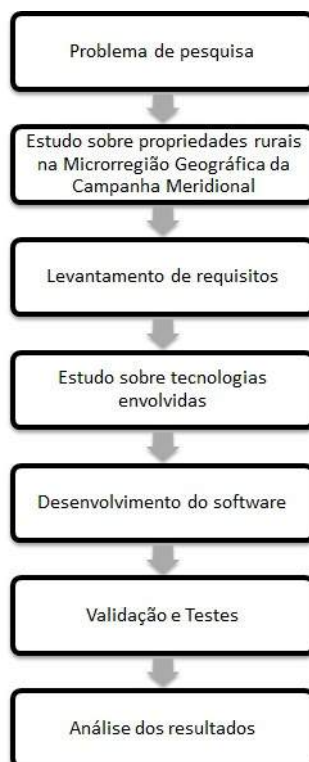 Problema de pesquisa
Estudo sobre propriedades rurais
na Microrregião Geográfica da
Campanha Meridional
Levantamento de requisitos
Estudo sobre tecnologias
envolvidas
Desenvolvimento do software
Validação e Testes
Análise dos resultados